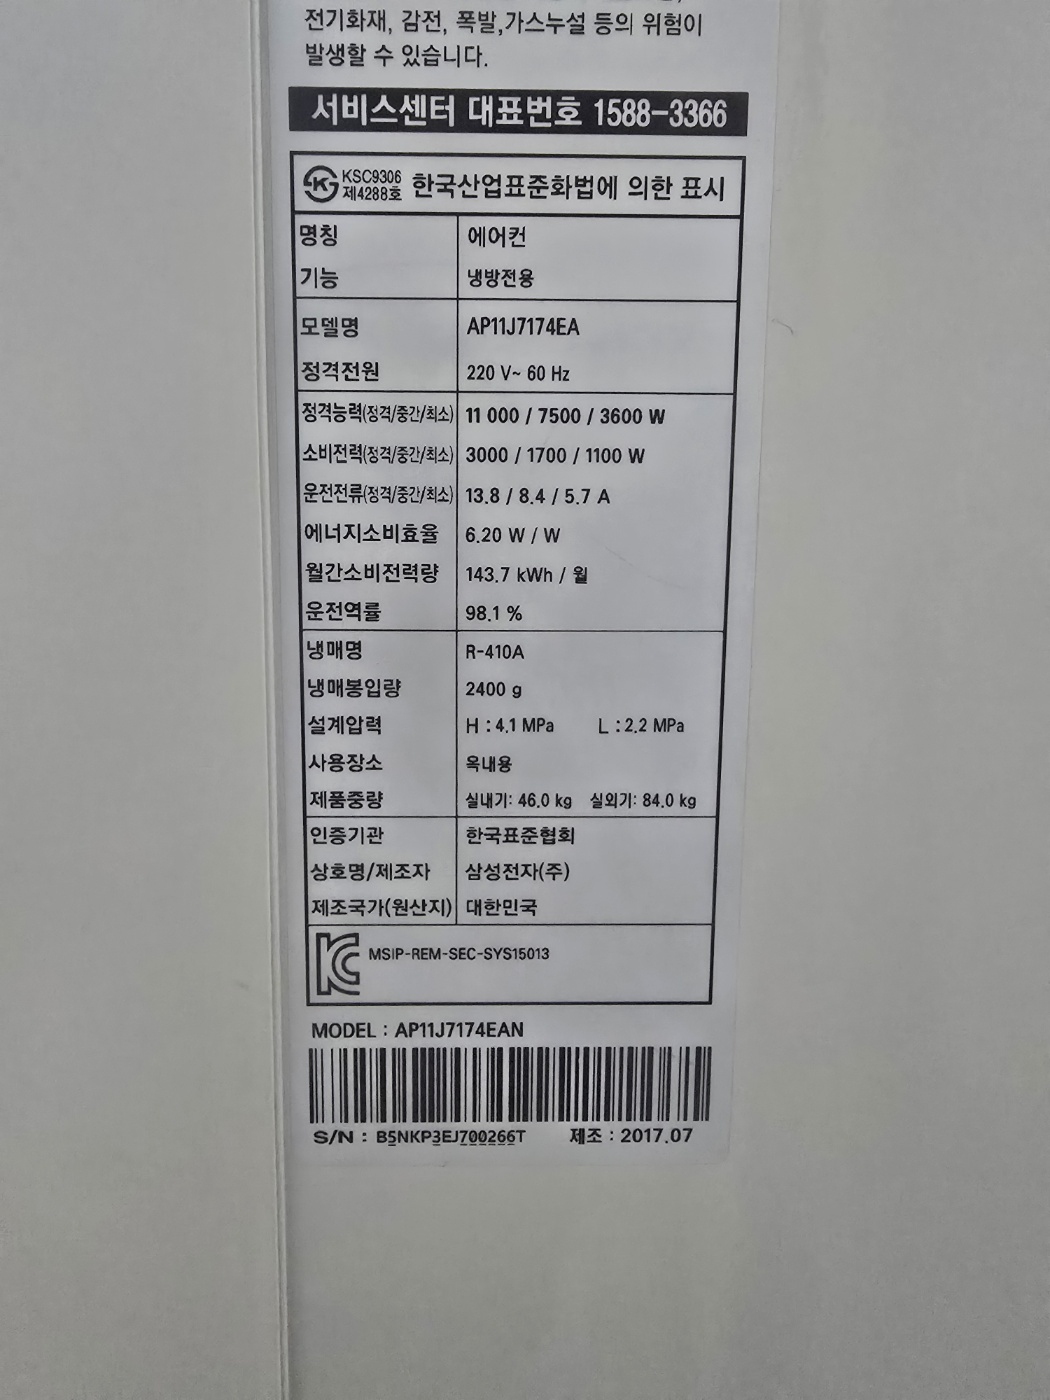 전기화재, 감전, 폭발,가스누설 등의 위험이
발생할 수 있습니다.
서비스센터 대표번호 1588-3366
KSC9306
제4288호
한국산업표준화법에 의한 표시
명칭 에어컨
기능 냉방전용
모델명 AP11J7174EA
정격전원 220 V~ 60 Hz
정격능력(정격/중간/최소) 11 000 / 7500 / 3600 W
소비전력(정격/중간/최소) 3000 / 1700 / 1100 W
운전전류(정격/중간/최소) 13.8 / 8.4 / 5.7 A
에너지소비효율 6.20 W / W
월간소비전력량 143.7 kWh / 월
운전역률 98.1 %
냉매명 R-410A
냉매봉입량 2400 g
설계압력 H : 4.1 MPa L : 2.2 MPa
사용장소 옥내용
제품중량 실내기: 46.0 kg 실외기: 84.0 kg
인증기관 한국표준협회
상호명/제조자 삼성전자(주)
제조국가(원산지) 대한민국
MSIP-REM-SEC-SYS15013
MODEL : AP11J7174EAN
S/N : B5NKP3EJ700266T 제조 : 2017.07